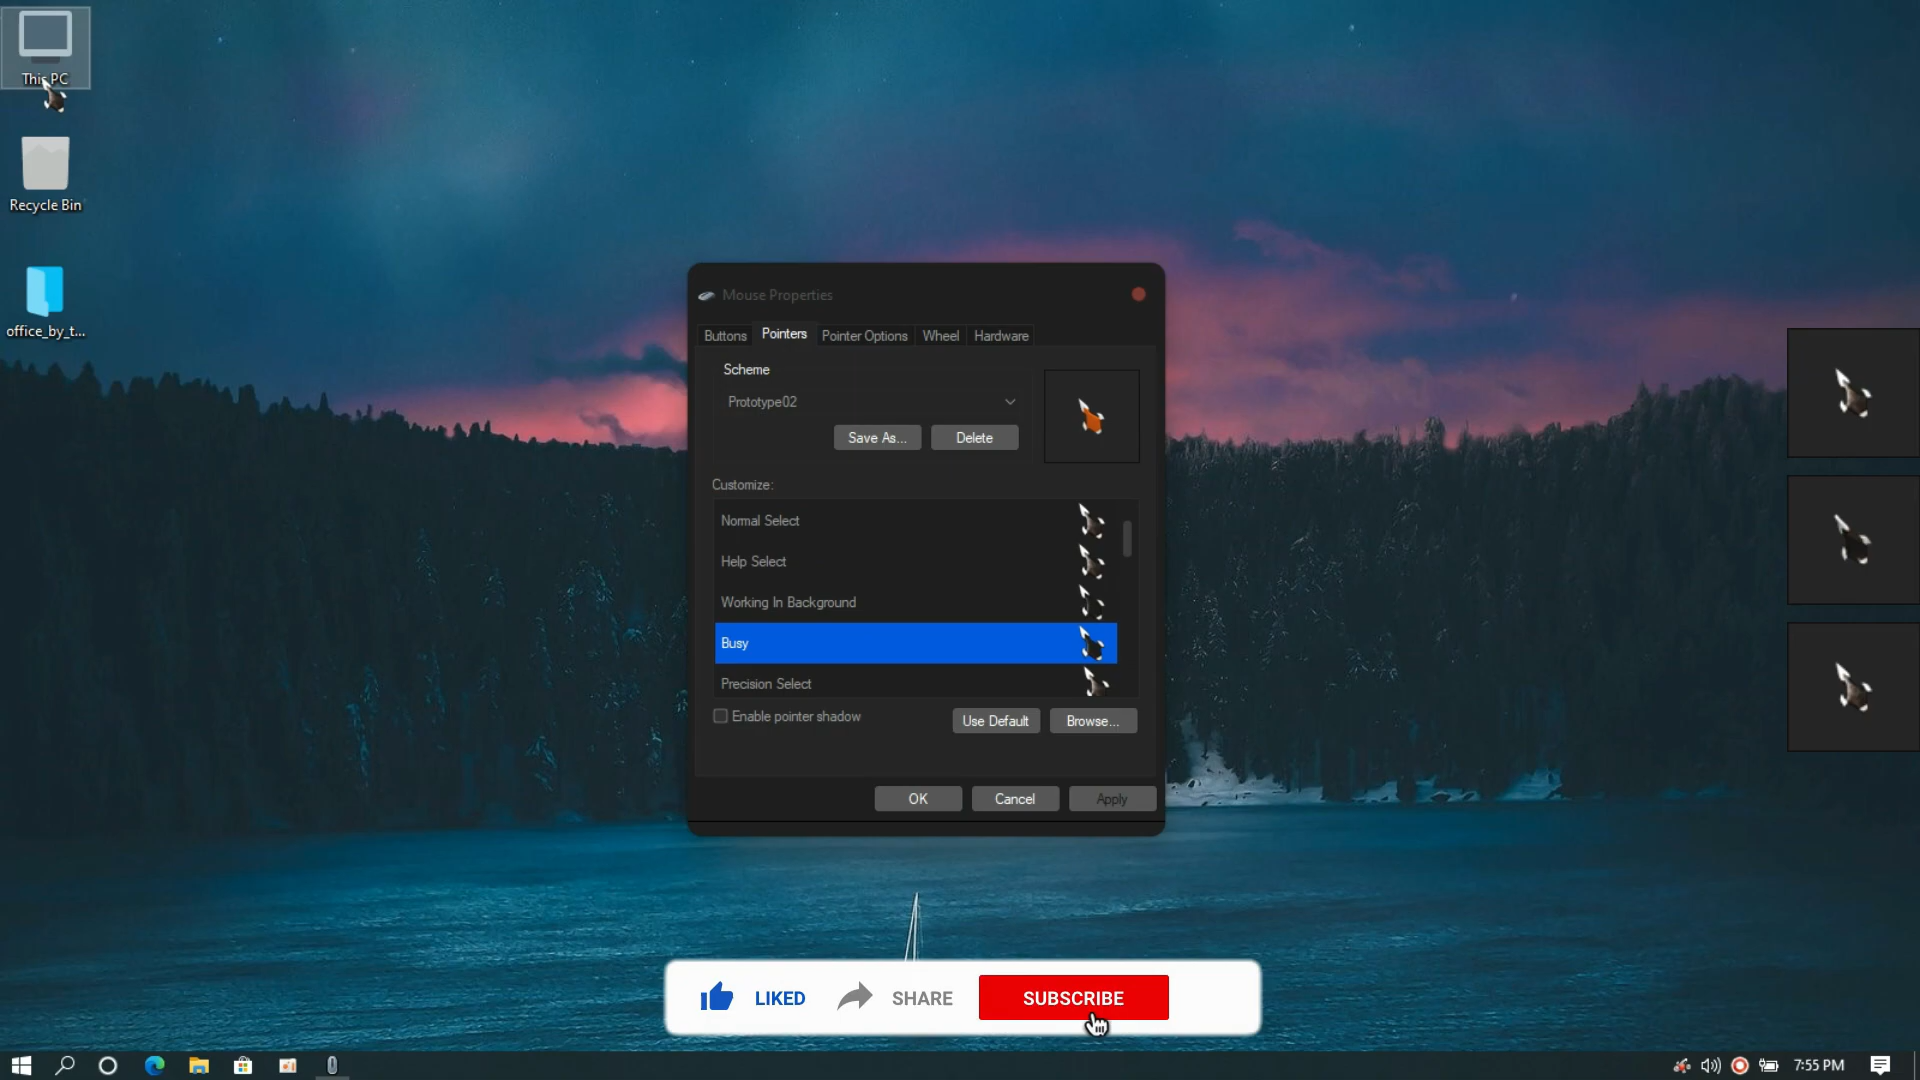 This PC
Recycle Bin
office_by_t...
Mouse Properties
Buttons Pointers Pointer Options Wheel Hardware
Scheme
Prototype02
Save As... Delete
Customize:
Normal Select
Help Select
Working In Background
Busy
Precision Select
Enable pointer shadow
Use Default Browse...
OK Cancel Apply
LIKED SHARE SUBSCRIBE
7:55 PM